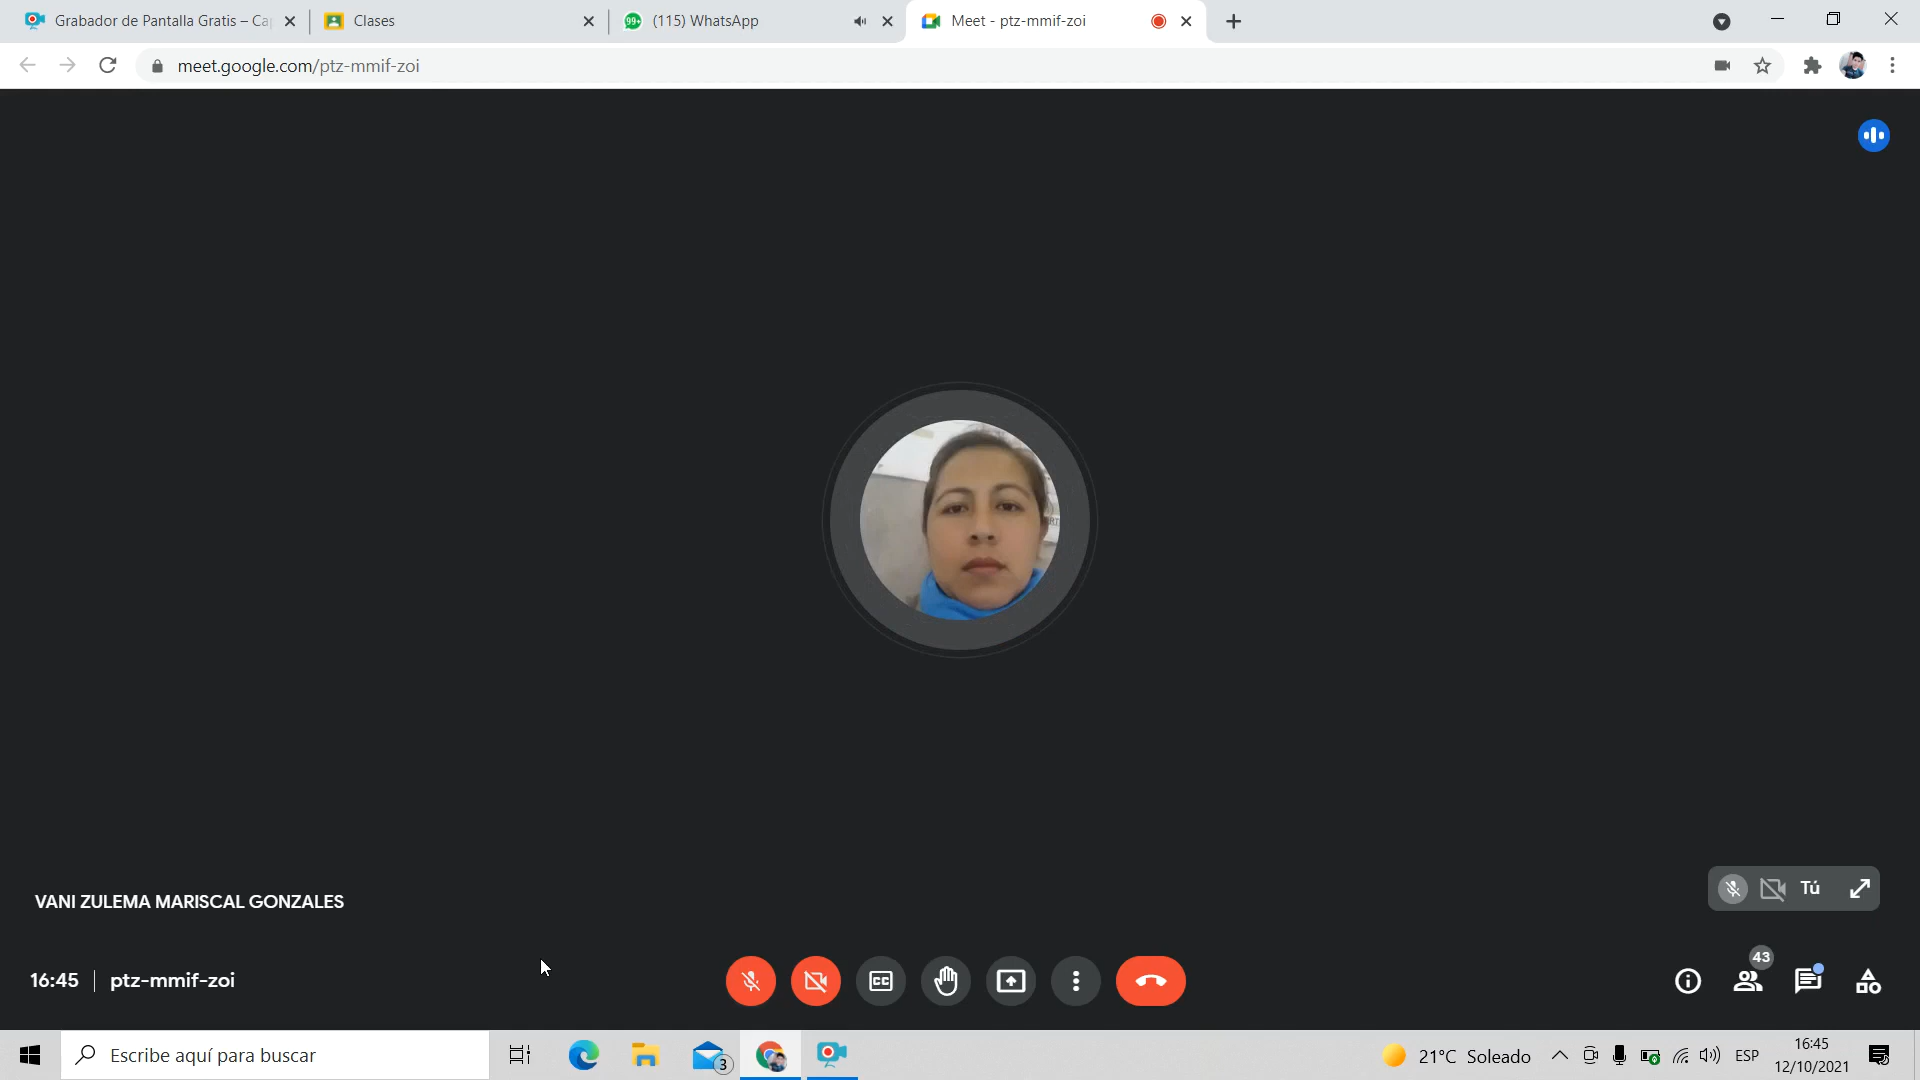 Grabador de Pantalla Gratis – Ca
Clases
99+
(115) WhatsApp
Meet - ptz-mmif-zoi
meet.google.com/ptz-mmif-zoi
VANI ZULEMA MARISCAL GONZALES
Tú
16:45 | ptz-mmif-zoi
CC
43
Escribe aquí para buscar
3
21°C Soleado
ESP
16:45
12/10/2021